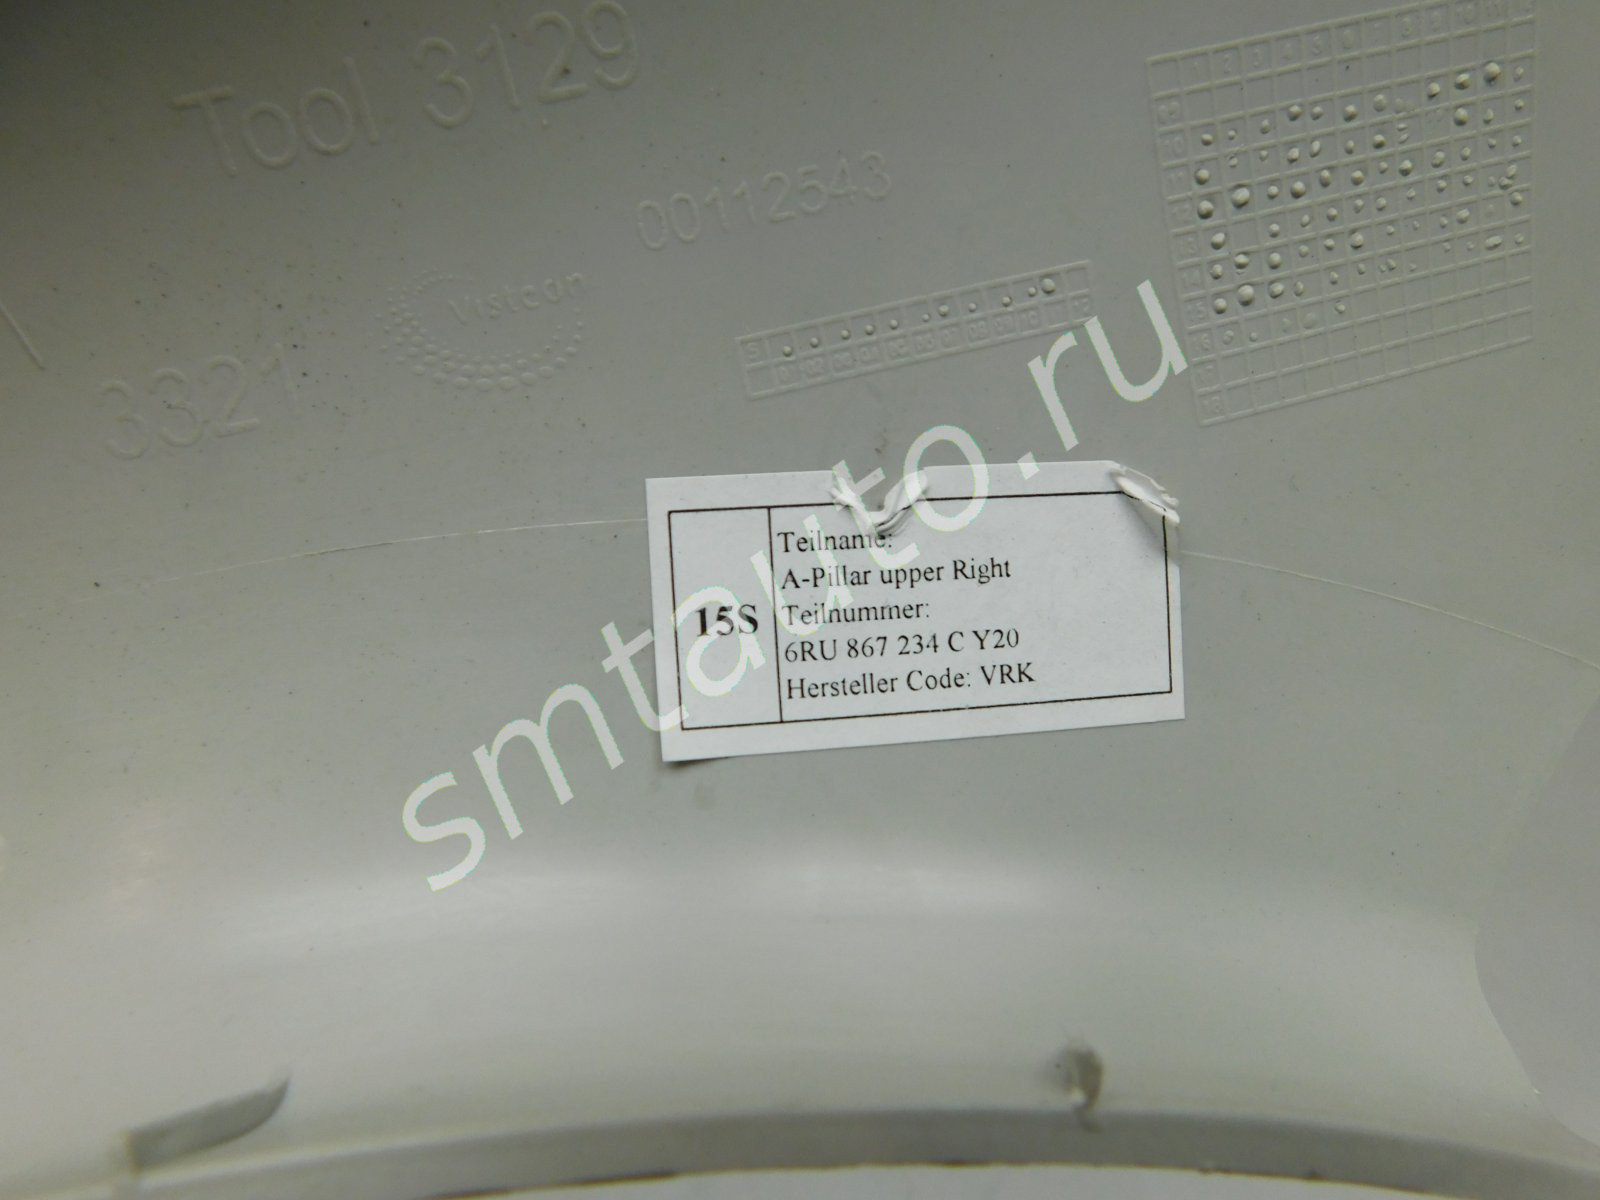 Tool 3129
00112543
Visteon
3321
15S
Teilname:
A-Pillar upper Right
Teilnummer:
6RU 867 234 C Y20
Hersteller Code: VRK
smtauto.ru